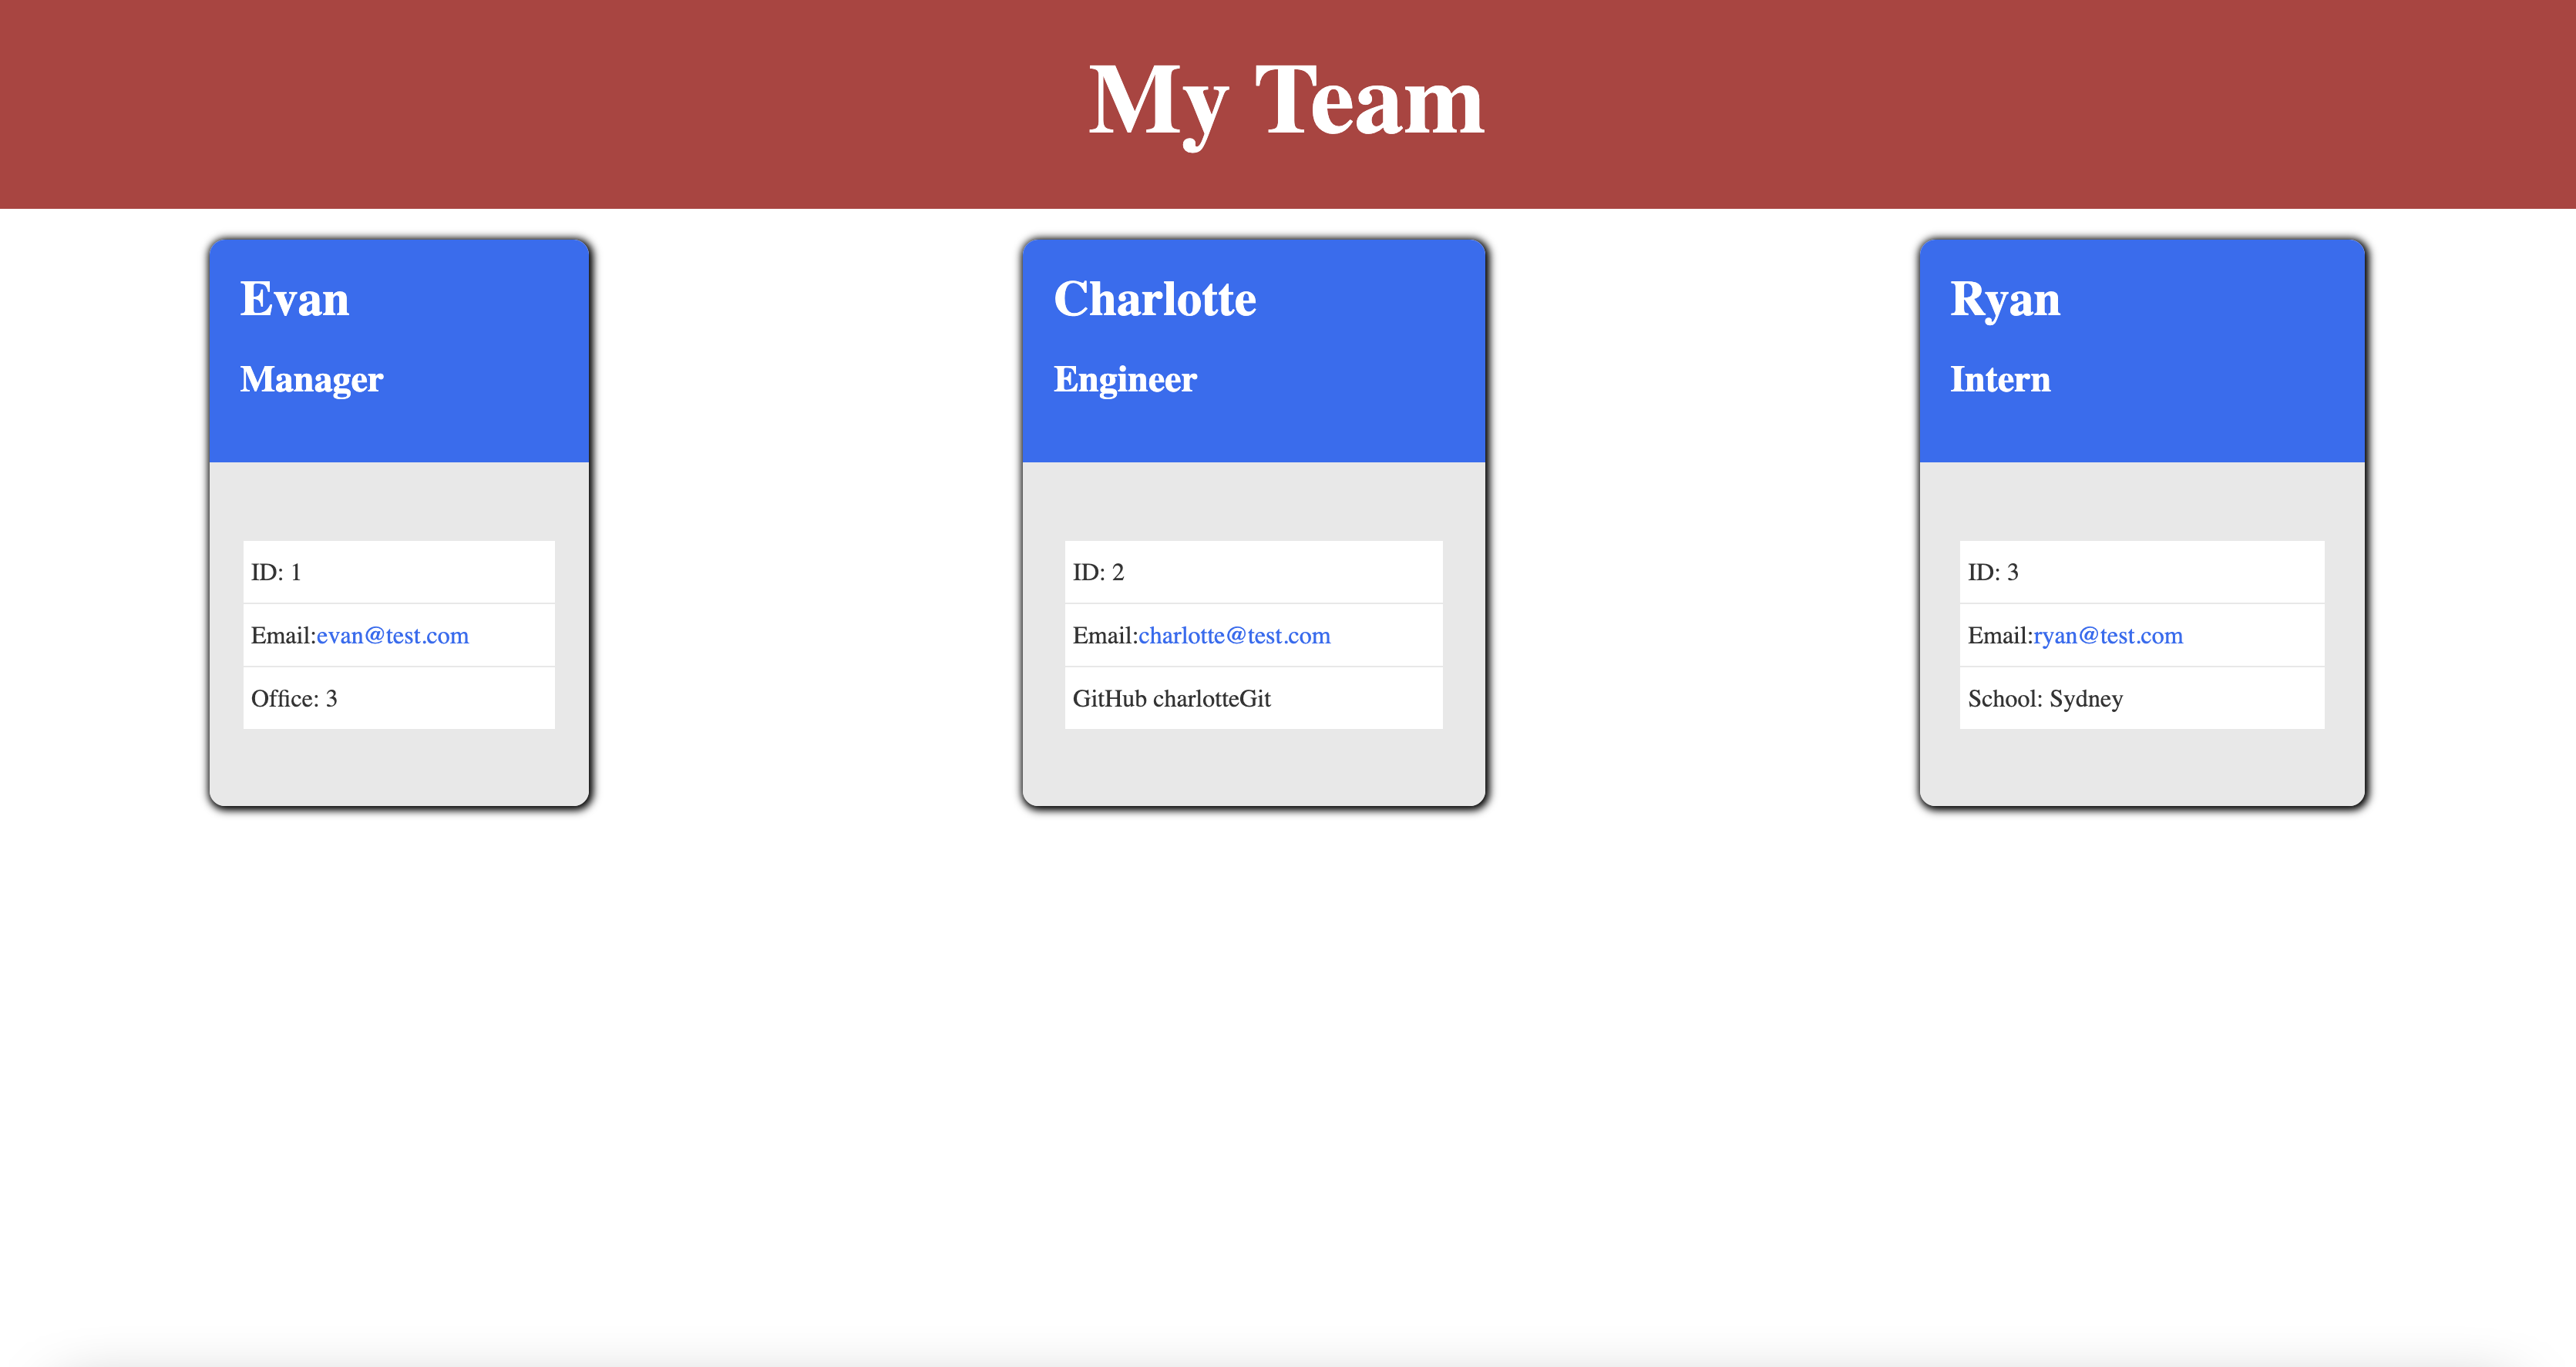 My Team
Evan
Manager
ID: 1
Email:evan@test.com
Office: 3
Charlotte
Engineer
ID: 2
Email:charlotte@test.com
GitHub charlotteGit
Ryan
Intern
ID: 3
Email:ryan@test.com
School: Sydney